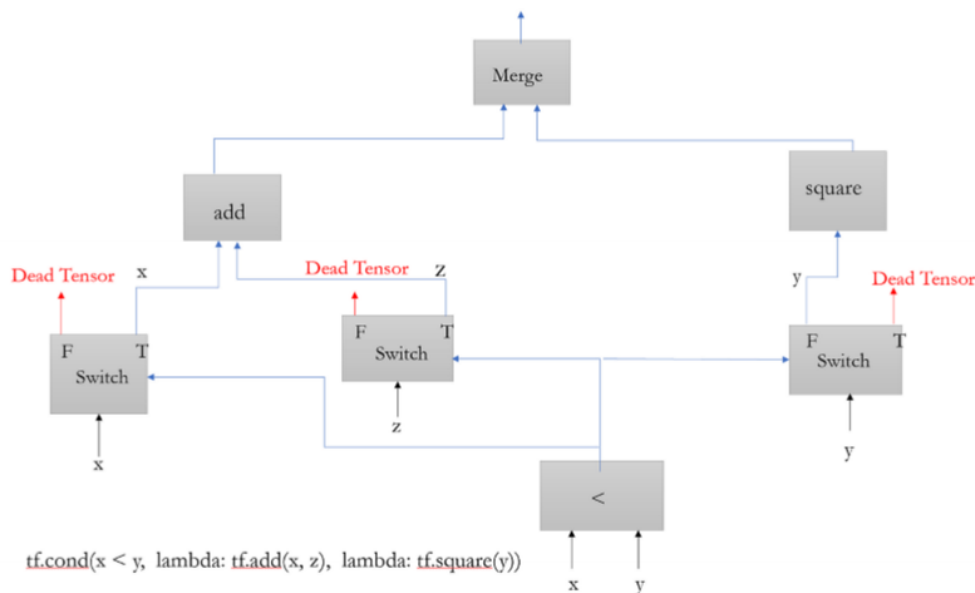 Merge
square
add
Dead Tensor
x
Dead Tensor
z
y
Dead Tensor
F
T
Switch
F
T
Switch
F
T
Switch
x
z
y
<
x
y
tf.cond(x < y, lambda: tf.add(x, z), lambda: tf.square(y))